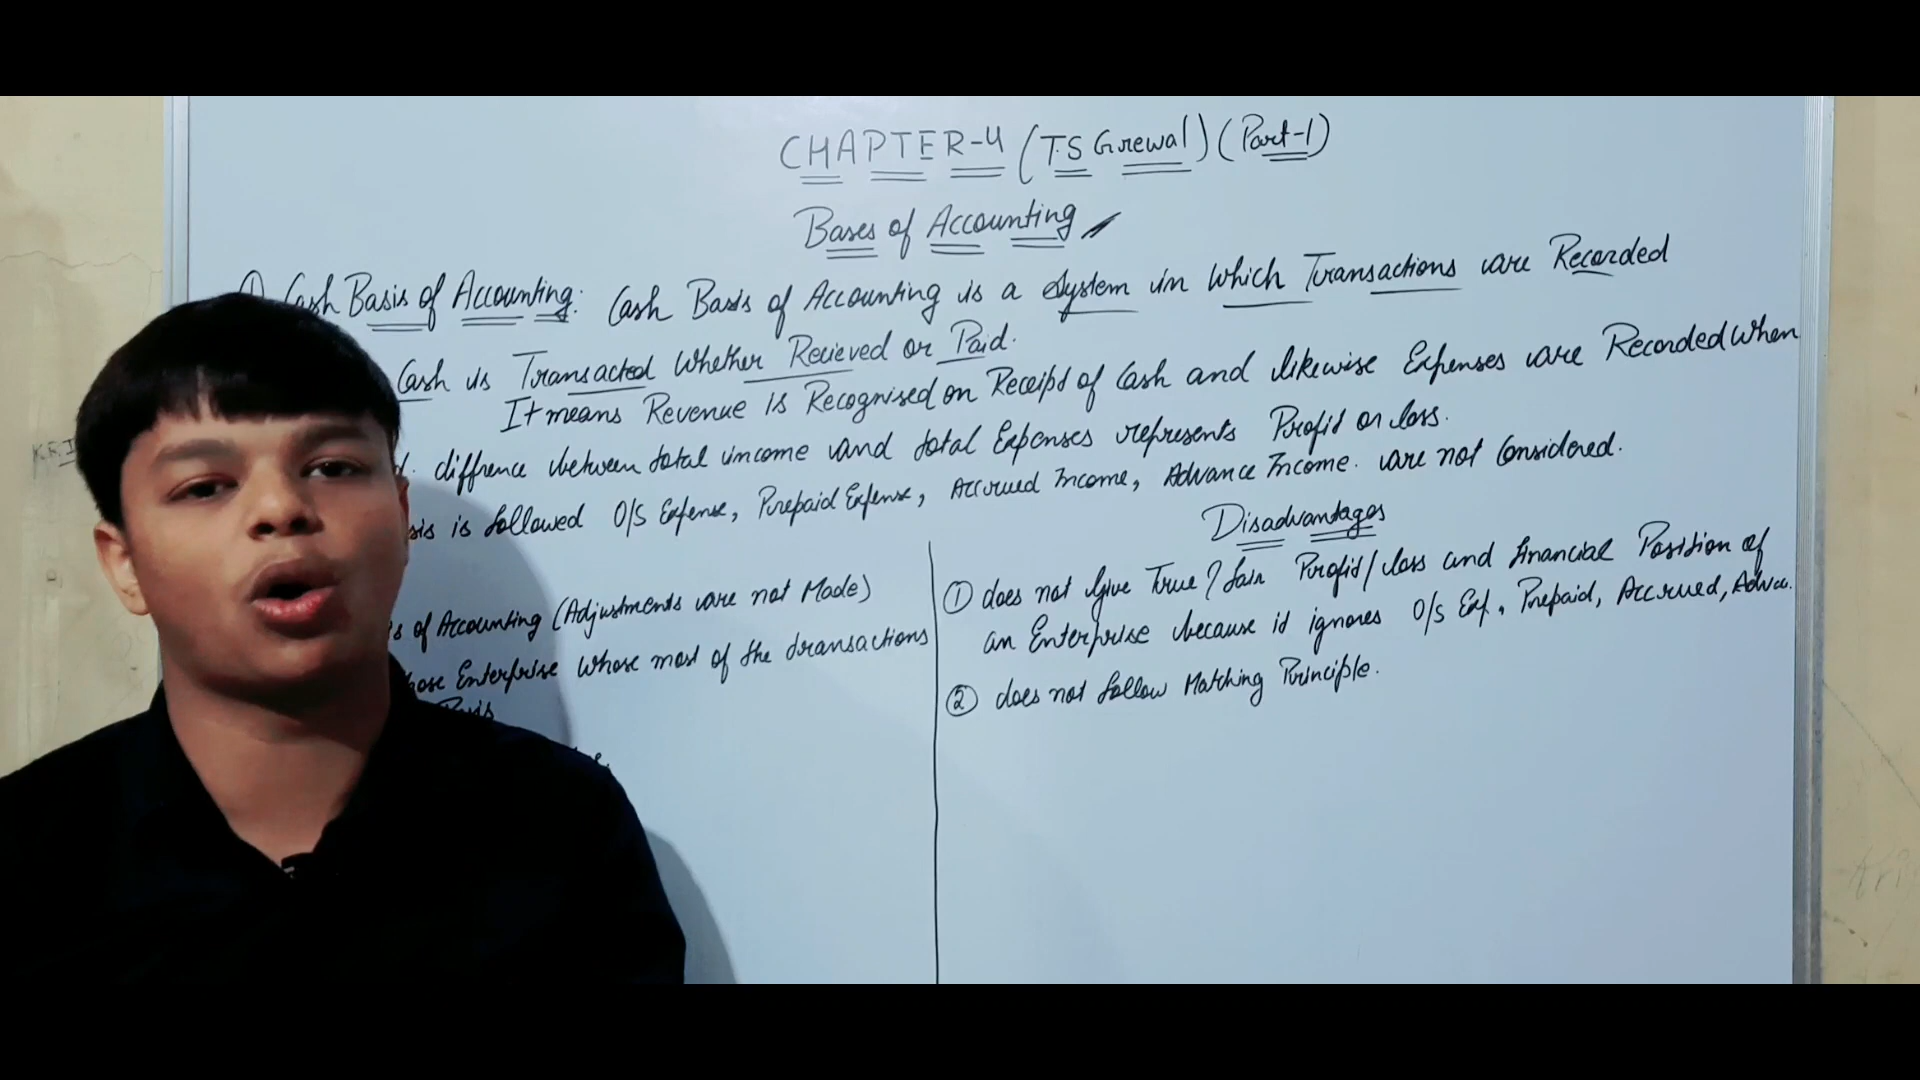 CHAPTER-4 (T.S Grewal) (Part-1)
Bases of Accounting
① Cash Basis of Accounting: Cash Basis of Accounting is a system in Which Transactions are Recorded
Cash is Transacted Whether Recieved or Paid.
It means Revenue is Recognised on Receipt of Cash and likewise Expenses are Recorded When
diffrence between total income and total Expenses represents Profit or loss.
is followed O/S Expense, Prepaid Expense, Accrued Income, Advance Income. are not Considered.
of Accounting (Adjustments are not Made)
Enterprise whose most of the transactions
Disadvantages
① does not give True/fair Profit/loss and financial Position of
an Enterprise because it ignores O/S Exp, Prepaid, Accrued, Advan.
② does not follow Matching Principle.